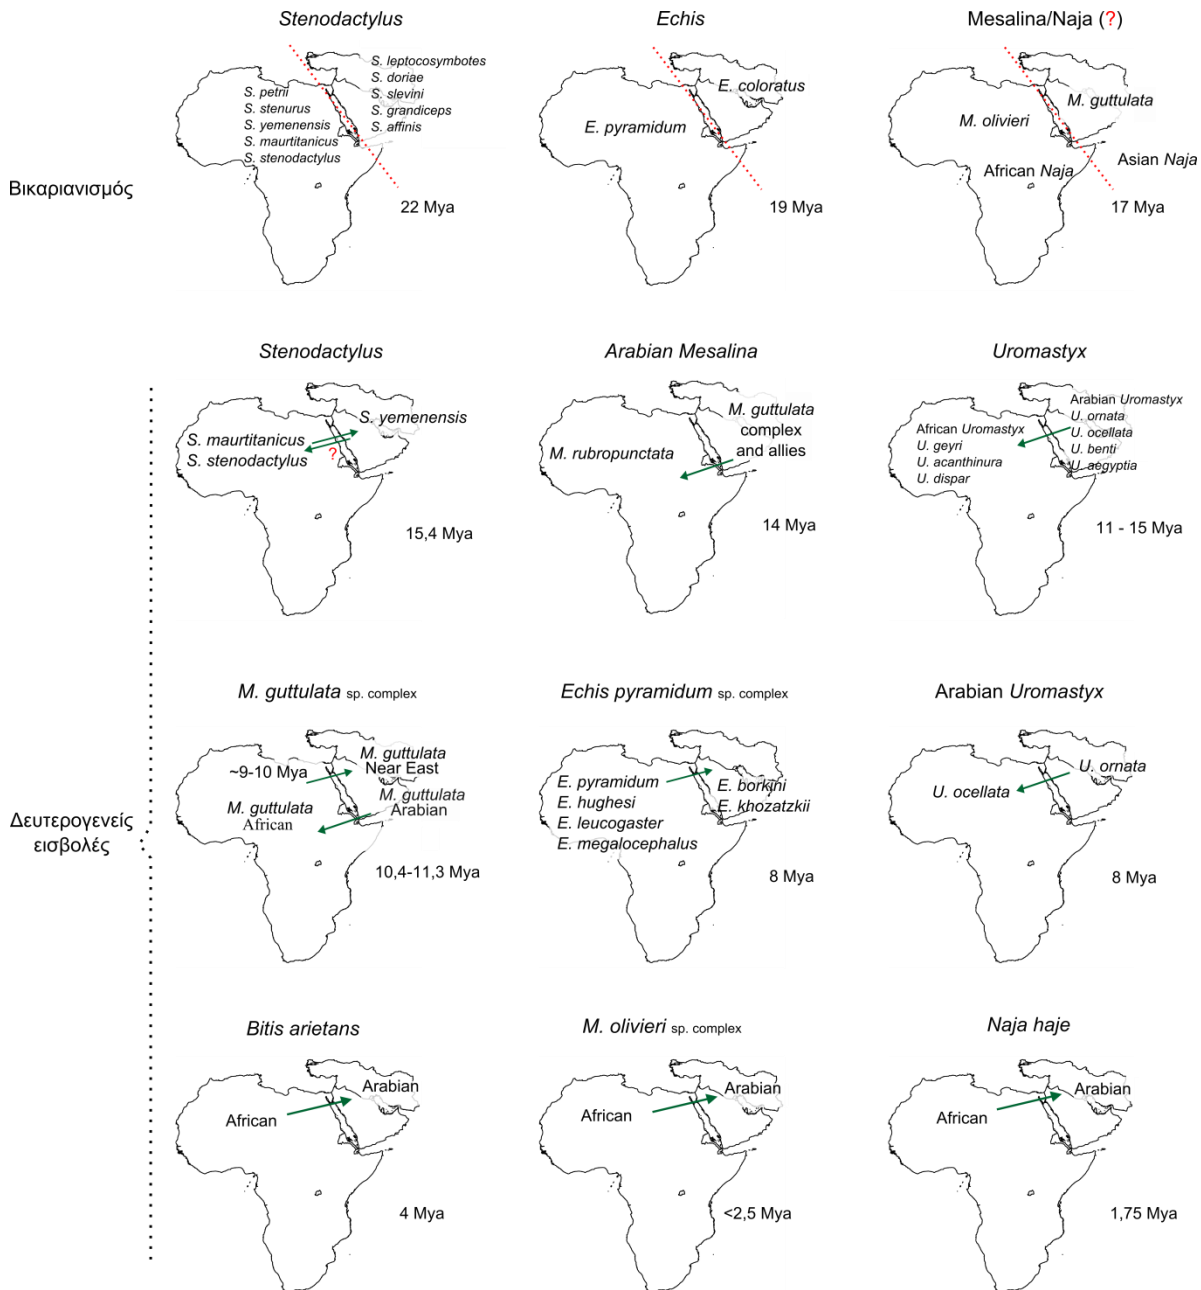 Stenodactylus
Echis
Mesalina/Naja (?)
Βικαριανισμός
S. petrii
S. stenurus
S. yemenensis
S. maurtitanicus
S. stenodactylus
S. leptocosymbotes
S. doriae
S. slevini
S. grandiceps
S. affinis
22 Mya
E. pyramidum
E. coloratus
19 Mya
M. olivieri
M. guttulata
African Naja
Asian Naja
17 Mya
Δευτερογενείς
εισβολές
Stenodactylus
Arabian Mesalina
Uromastyx
S. yemenensis
S. maurtitanicus
S. stenodactylus
?
15,4 Mya
M. rubropunctata
M. guttulata
complex
and allies
14 Mya
African Uromastyx
U. geyri
U. acanthinura
U. dispar
Arabian Uromastyx
U. ornata
U. ocellata
U. benti
U. aegyptia
11 - 15 Mya
M. guttulata sp. complex
Echis pyramidum sp. complex
Arabian Uromastyx
~9-10 Mya
M. guttulata
Near East
M. guttulata
African
M. guttulata
Arabian
10,4-11,3 Mya
E. pyramidum
E. hughesi
E. leucogaster
E. megalocephalus
E. borkini
E. khozatzkii
8 Mya
U. ornata
U. ocellata
8 Mya
Bitis arietans
M. olivieri sp. complex
Naja haje
African
Arabian
4 Mya
African
Arabian
<2,5 Mya
African
Arabian
1,75 Mya